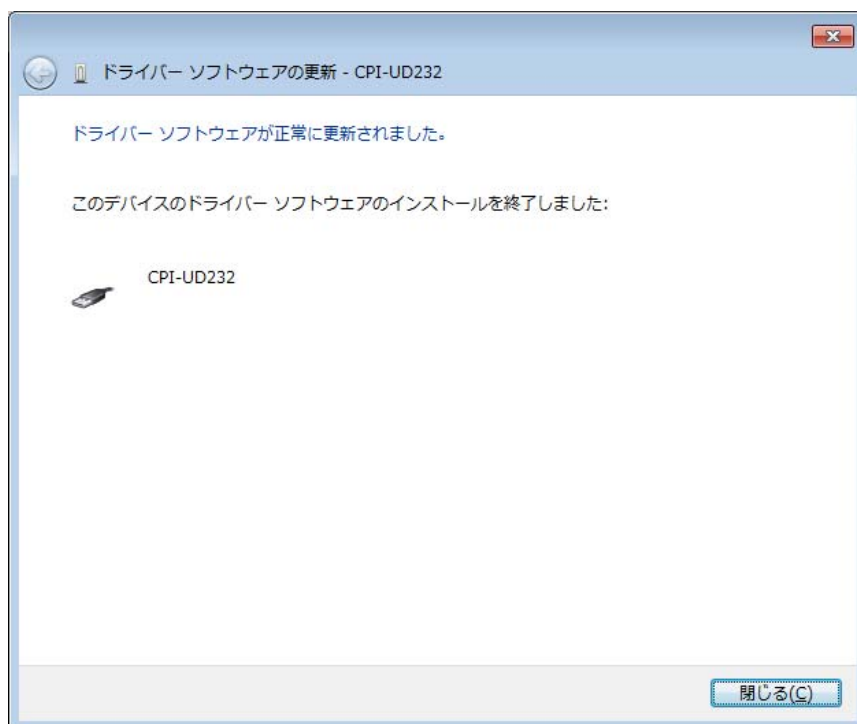 ドライバー ソフトウェアの更新 - CPI-UD232
ドライバー ソフトウェアが正常に更新されました。
このデバイスのドライバー ソフトウェアのインストールを終了しました:
CPI-UD232
閉じる(C)